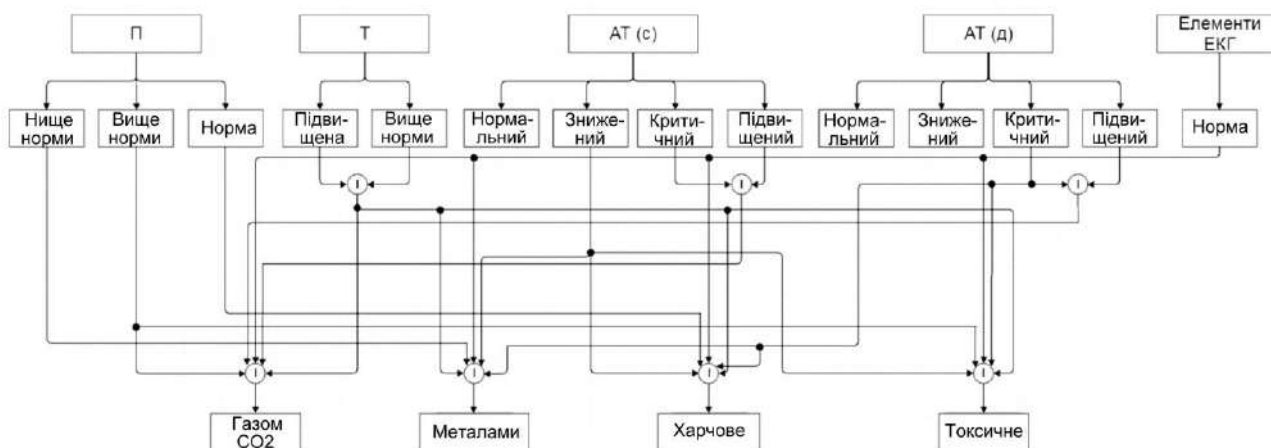 П
Т
АТ (с)
АТ (д)
Елементи
ЕКГ
Нище
норми
Вище
норми
Норма
Підви-
щена
Вище
норми
Норма-
льний
Зниже-
ний
Крити-
чний
Підви-
щений
Норма-
льний
Зниже-
ний
Крити-
чний
Підви-
щений
Норма
І
І
І
І
І
І
І
Газом
СО2
Металами
Харчове
Токсичне